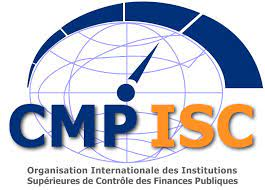 CMP ISC
Organisation Internationale des Institutions
Supérieures de Contrôle des Finances Publiques